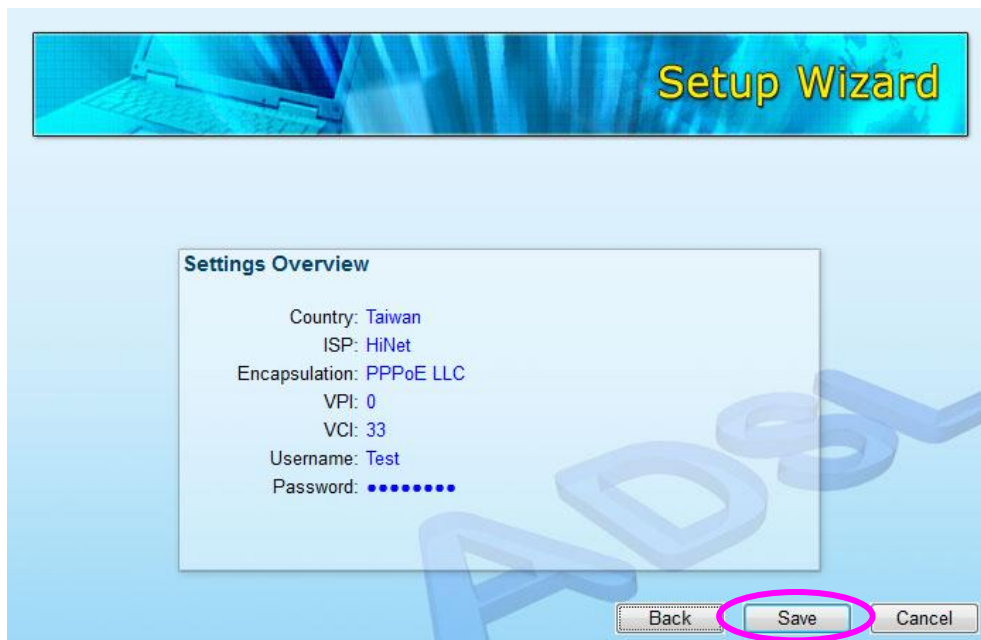 Setup Wizard
Settings Overview
Country: Taiwan
ISP: HiNet
Encapsulation: PPPoE LLC
VPI: 0
VCI: 33
Username: Test
Password: ●●●●●●●●
ADSL
Back Save Cancel